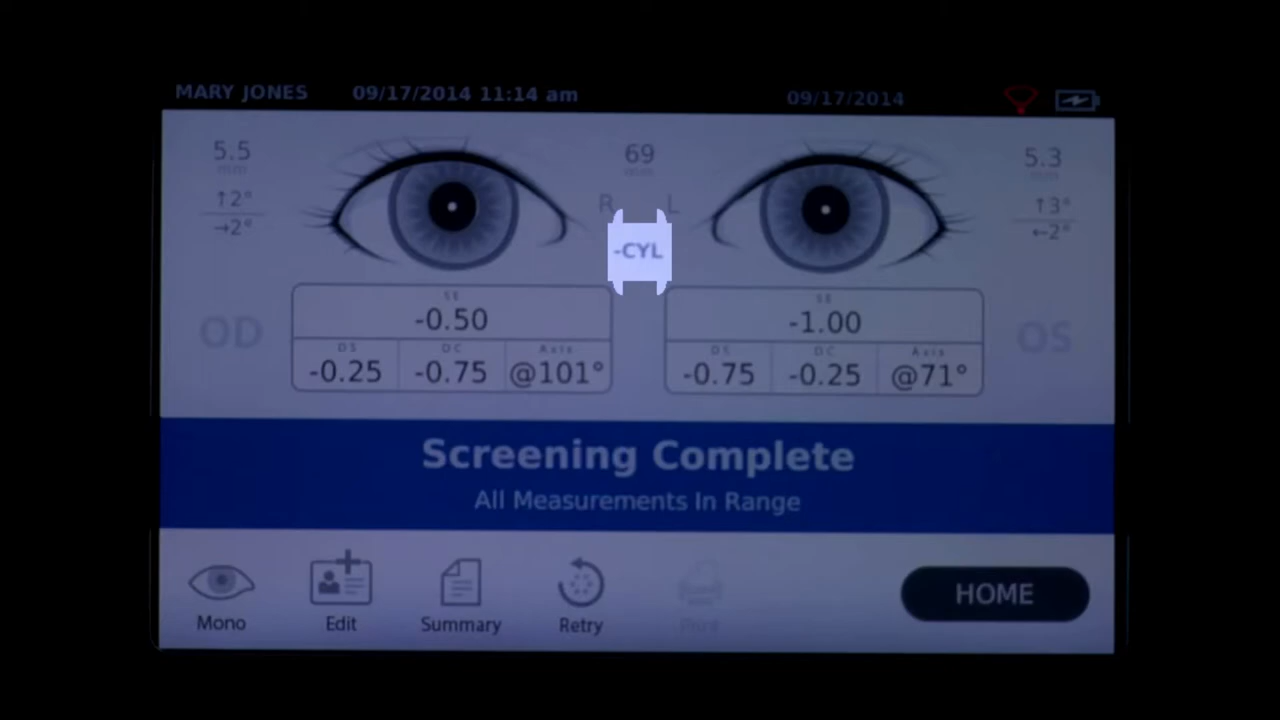 MARY JONES 09/17/2014 11:14 am 09/17/2014
5.5 69 5.3
mm mm mm
↑2° R L ↑3°
→2° -CYL ←2°
SE SE
OD -0.50 -1.00 OS
DS DC Axis DS DC Axis
-0.25 -0.75 @101° -0.75 -0.25 @71°
Screening Complete
All Measurements In Range
Mono Edit Summary Retry Print HOME